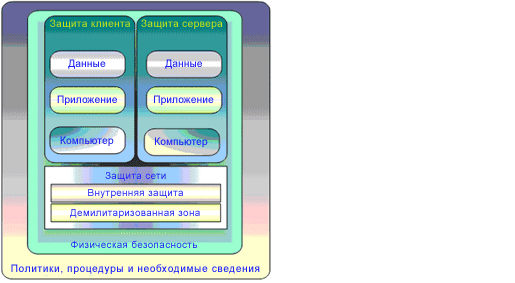 Защита клиента
Защита сервера
Данные
Данные
Приложение
Приложение
Компьютер
Компьютер
Защита сети
Внутренняя защита
Демилитаризованная зона
Физическая безопасность
Политики, процедуры и необходимые сведения